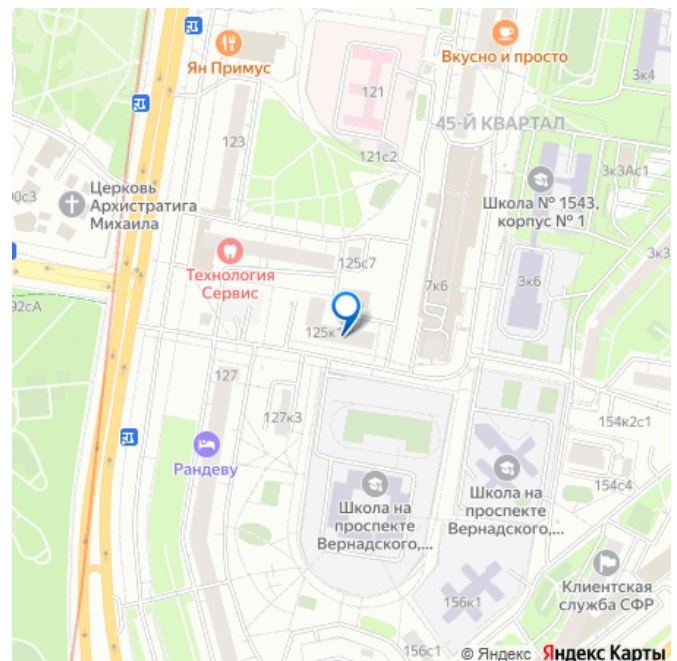 Ян Примус
Вкусно и просто
121
3к4
45-Й КВАРТАЛ
123
121с2
3к3Ас1
Церковь
Архистратига
Михаила
Школа № 1543,
корпус № 1
Технология
Сервис
125с7
7к6
3к6
3к3
92сА
125к
127
127к3
154к2с1
Рандеву
154с4
Школа на
проспекте
Вернадского,...
Школа на
проспекте
Вернадского,...
Клиентская
служба СФР
156к1
156с1
© Яндекс Яндекс Карты